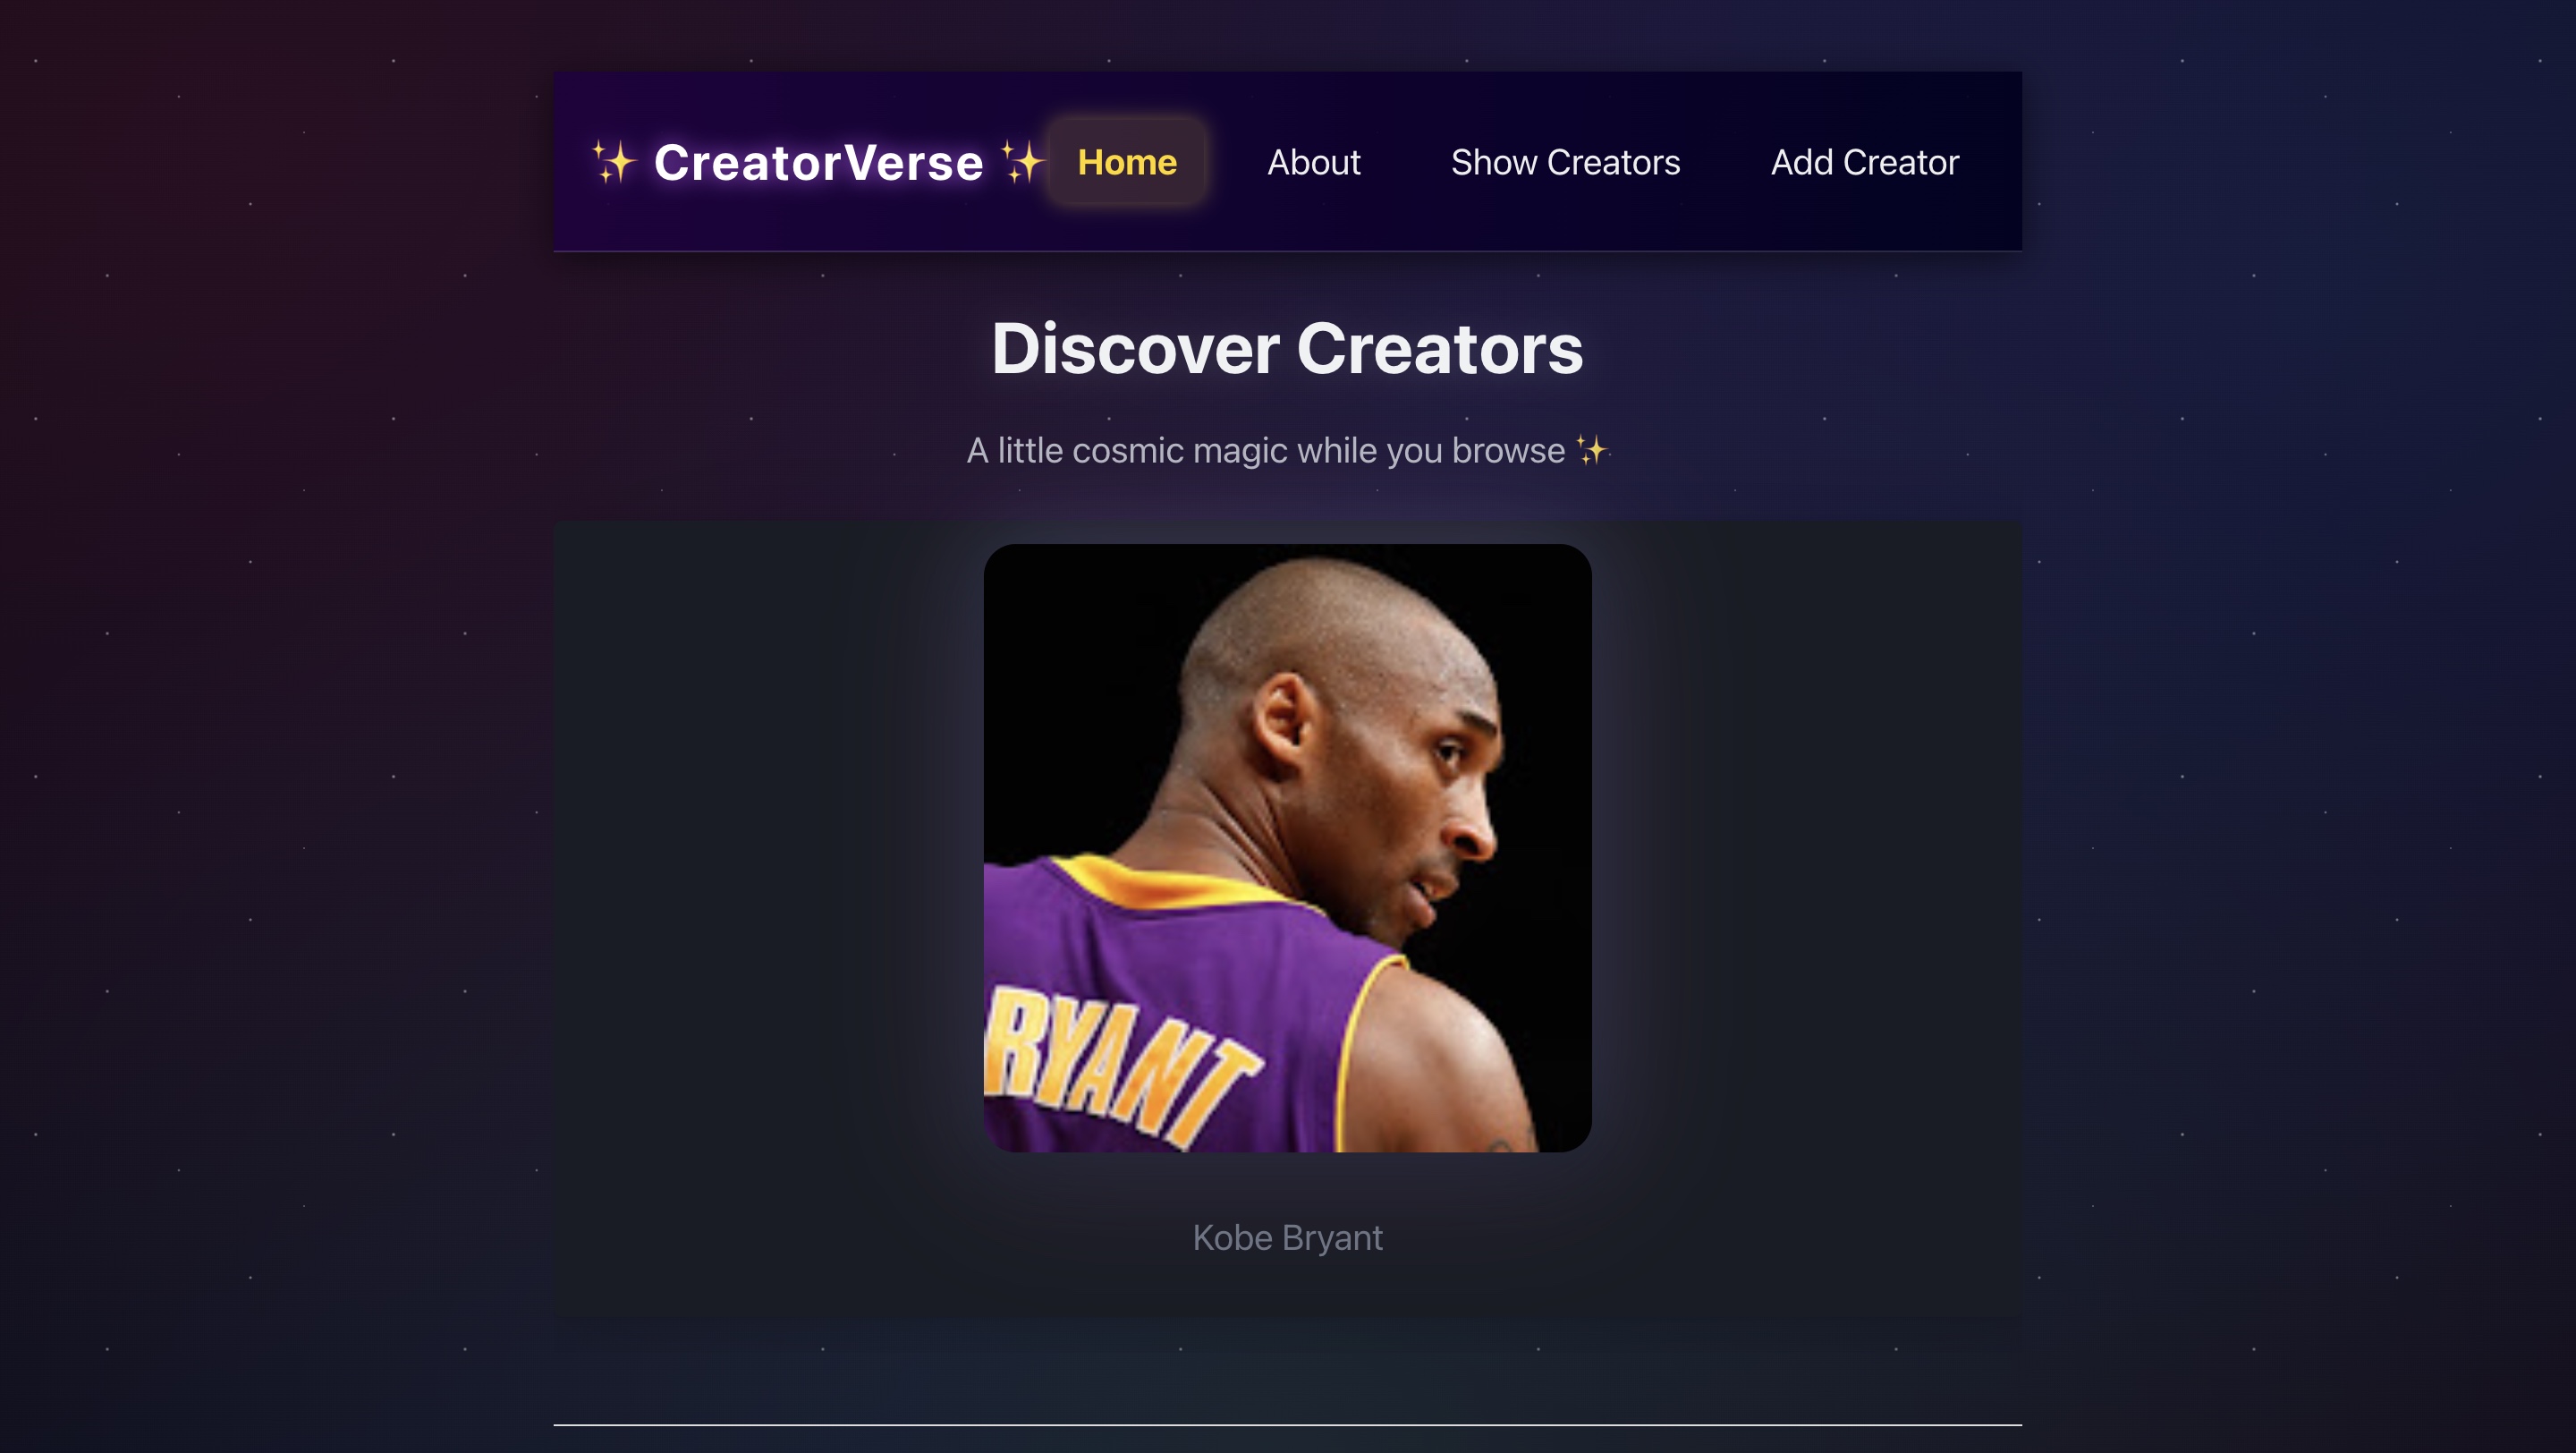 ✨ CreatorVerse ✨ Home About Show Creators Add Creator
Discover Creators
A little cosmic magic while you browse ✨
RYANT
Kobe Bryant